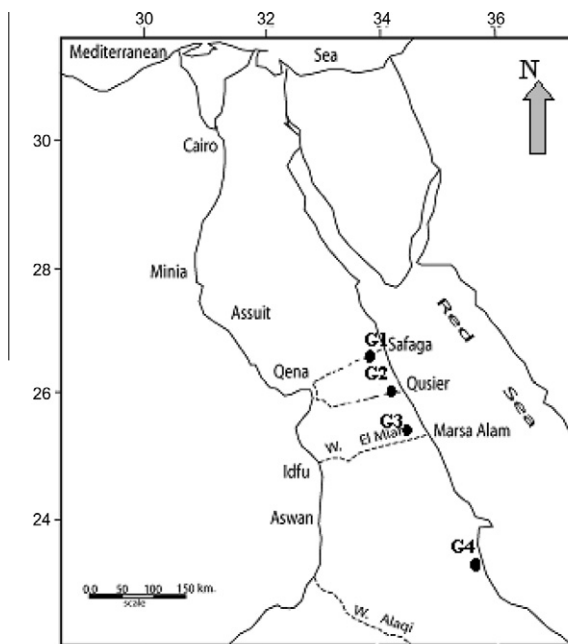 30 32 34 36
Mediterranean Sea
N
30
Cairo
28
Minia
Assuit
Red Sea
G1
Safaga
Qena
G2
26
Qusier
G3
W. El Miah
Marsa Alam
Idfu
24
Aswan
G4
0.0 50 100 150 km.
scale
W. Alaqi